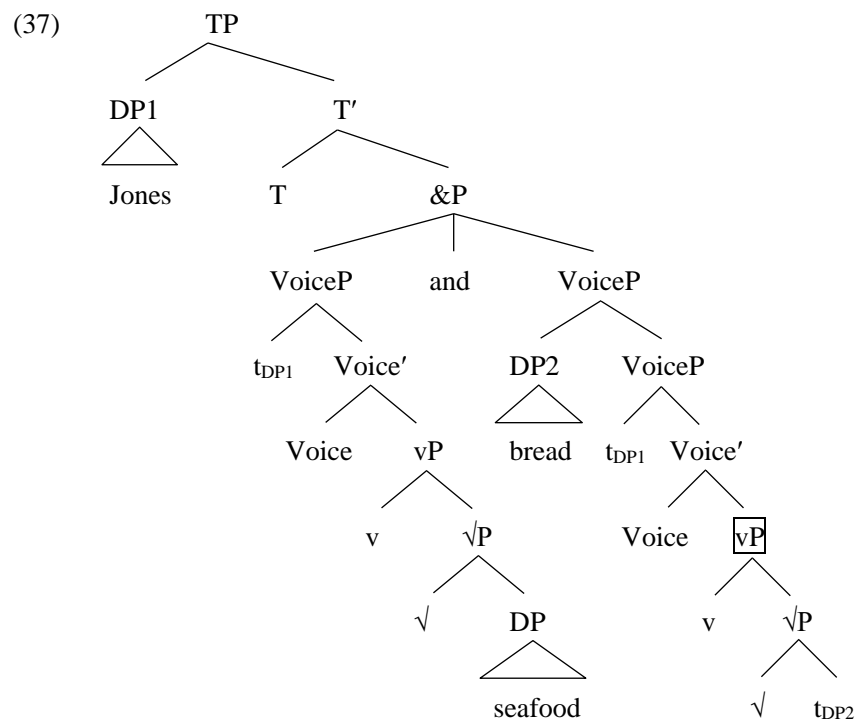 (37) TP
DP1 T′
Jones T &P
VoiceP and VoiceP
tDP1 Voice′ DP2 VoiceP
Voice vP bread tDP1 Voice′
v √P Voice vP
√ DP v √P
seafood √ tDP2